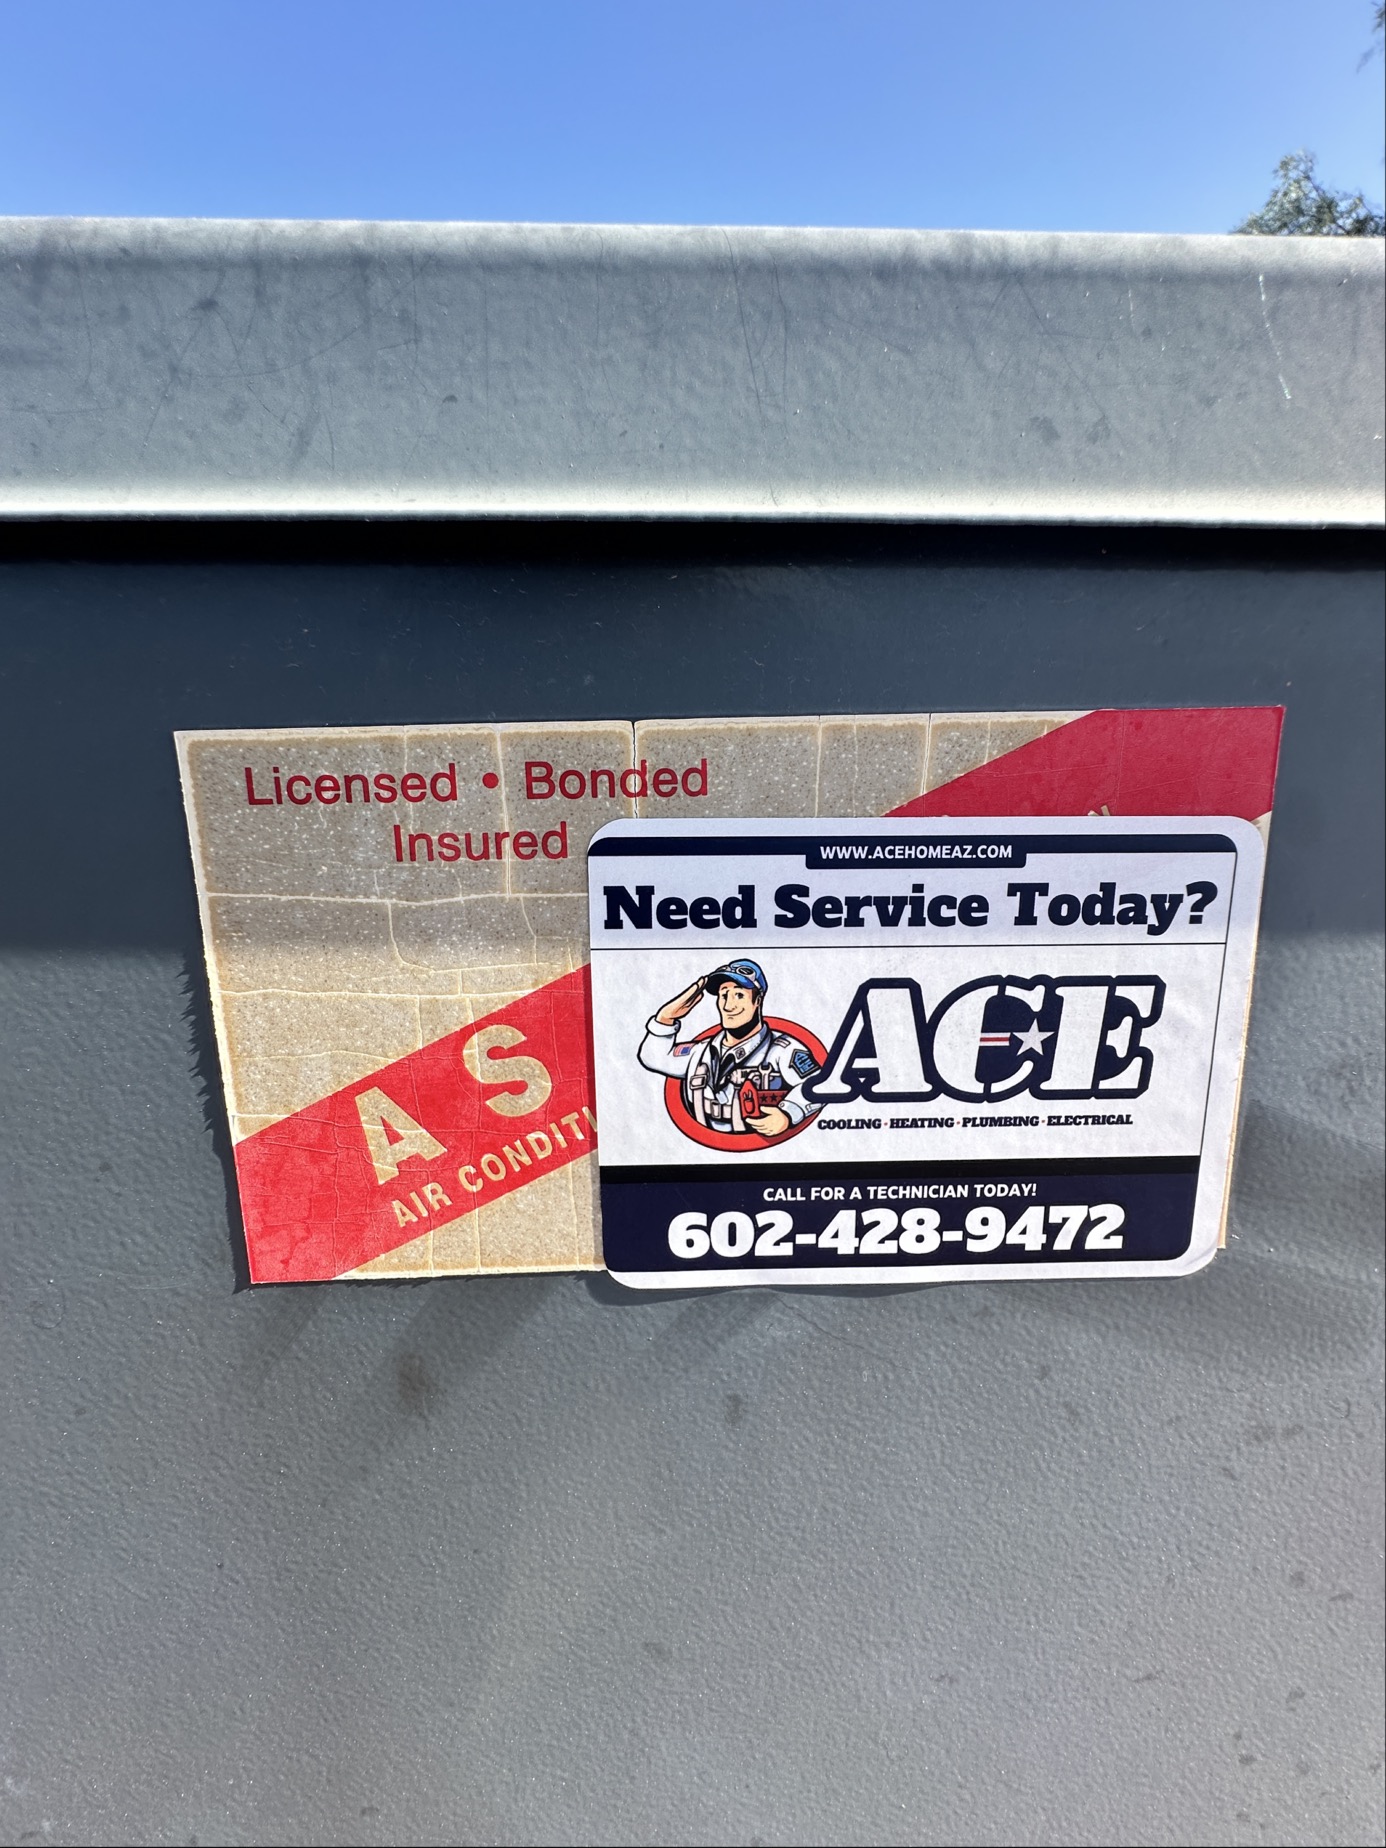 Licensed • Bonded
Insured
A S
AIR CONDITI
WWW.ACEHOMEAZ.COM
Need Service Today?
ACE
COOLING · HEATING · PLUMBING · ELECTRICAL
CALL FOR A TECHNICIAN TODAY!
602-428-9472